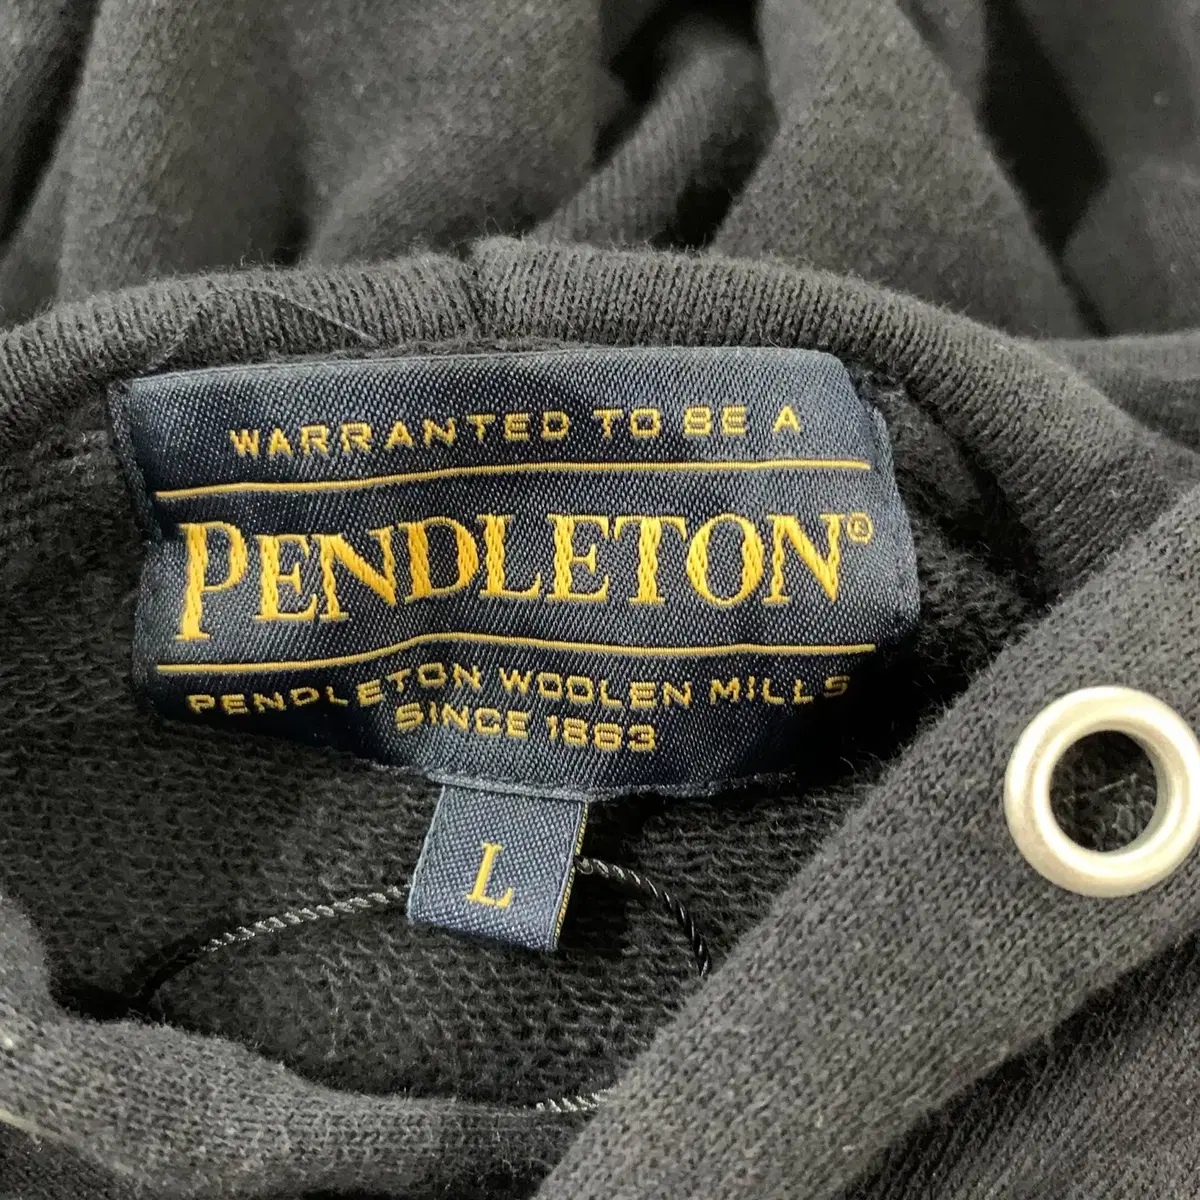 WARRANTED TO BE A
PENDLETON®
PENDLETON WOOLEN MILLS
SINCE 1863
L